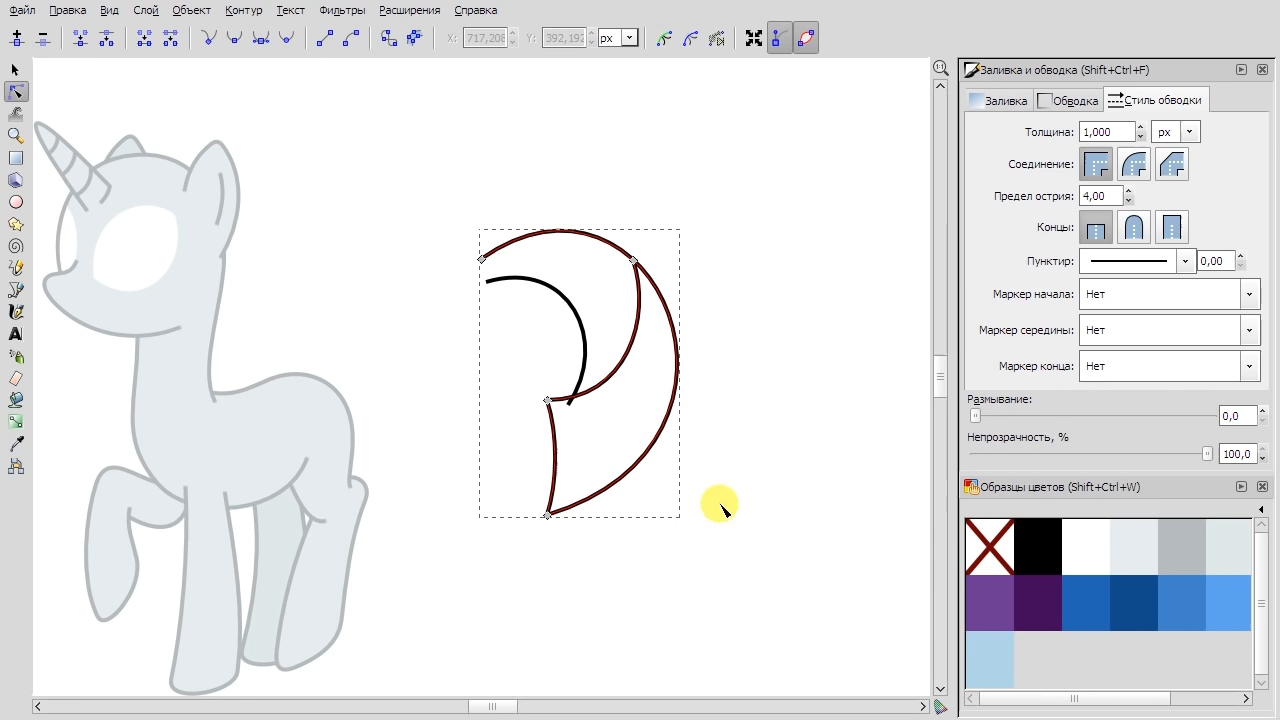 Файл Правка Вид Слой Объект Контур Текст Фильтры Расширения Справка
X: 717,208 Y: 392,192 px
Заливка и обводка (Shift+Ctrl+F)
Заливка Обводка Стиль обводки
Толщина: 1,000 px
Соединение:
Предел острия: 4,00
Концы:
Пунктир: 0,00
Маркер начала: Нет
Маркер середины: Нет
Маркер конца: Нет
Размывание:
0,0
Непрозрачность, %
100,0
Образцы цветов (Shift+Ctrl+W)